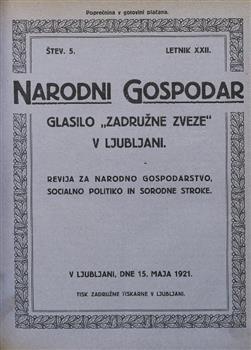 Poštnina v gotovini plačana.
ŠTEV. 5.
LETNIK XXII.
NARODNI GOSPODAR
GLASILO „ZADRUŽNE ZVEZE“
V LJUBLJANI.
REVIJA ZA NARODNO GOSPODARSTVO,
SOCIALNO POLITIKO IN SORODNE STROKE.
V LJUBLJANI, DNE 15. MAJA 1921.
TISK ZADRUŽNE TISKARNE V LJUBLJANI.